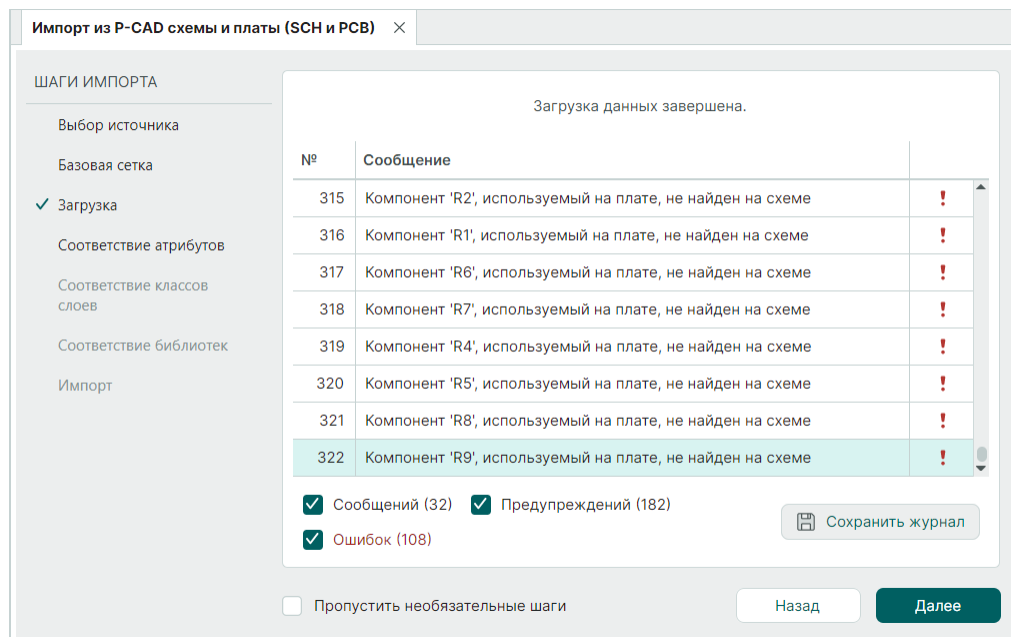 Импорт из P-CAD схемы и платы (SCH и PCB)
ШАГИ ИМПОРТА
Выбор источника
Базовая сетка
Загрузка
Соответствие атрибутов
Соответствие классов
слоев
Соответствие библиотек
Импорт
Загрузка данных завершена.
№ Сообщение
315 Компонент 'R2', используемый на плате, не найден на схеме !
316 Компонент 'R1', используемый на плате, не найден на схеме !
317 Компонент 'R6', используемый на плате, не найден на схеме !
318 Компонент 'R7', используемый на плате, не найден на схеме !
319 Компонент 'R4', используемый на плате, не найден на схеме !
320 Компонент 'R5', используемый на плате, не найден на схеме !
321 Компонент 'R8', используемый на плате, не найден на схеме !
322 Компонент 'R9', используемый на плате, не найден на схеме !
Сообщений (32) Предупреждений (182)
Ошибок (108)
Сохранить журнал
Пропустить необязательные шаги
Назад
Далее